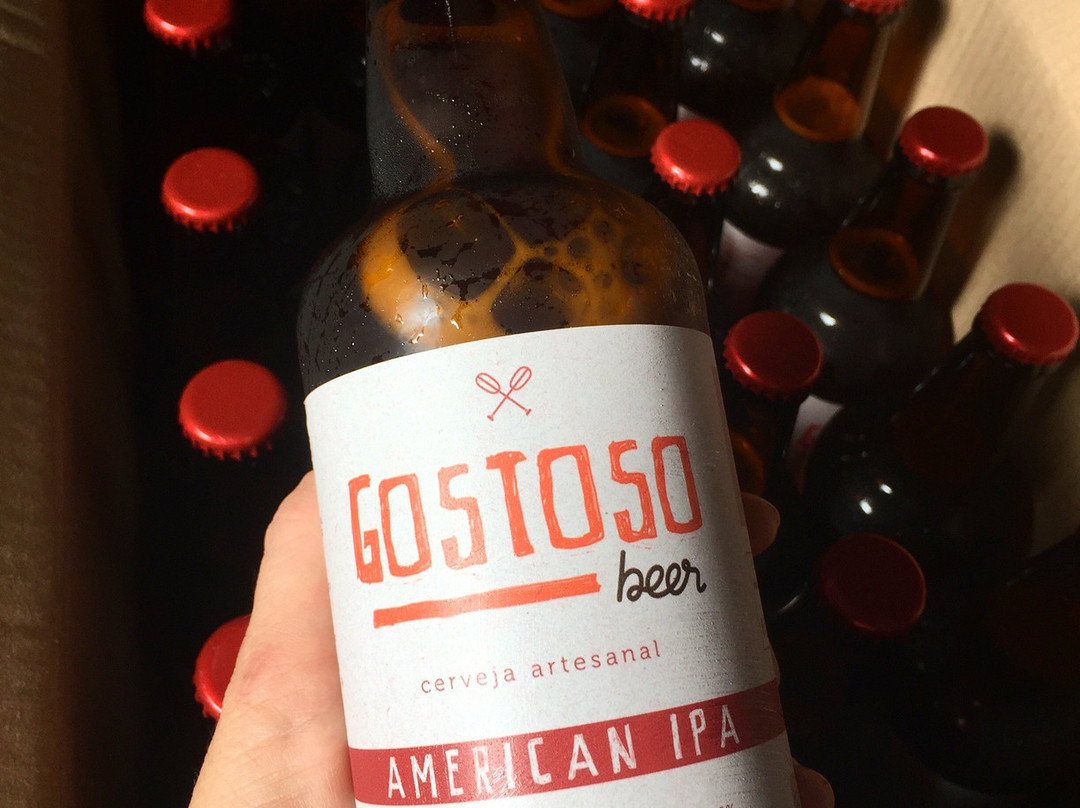 GOSTOSO
beer
cerveja artesanal
AMERICAN IPA